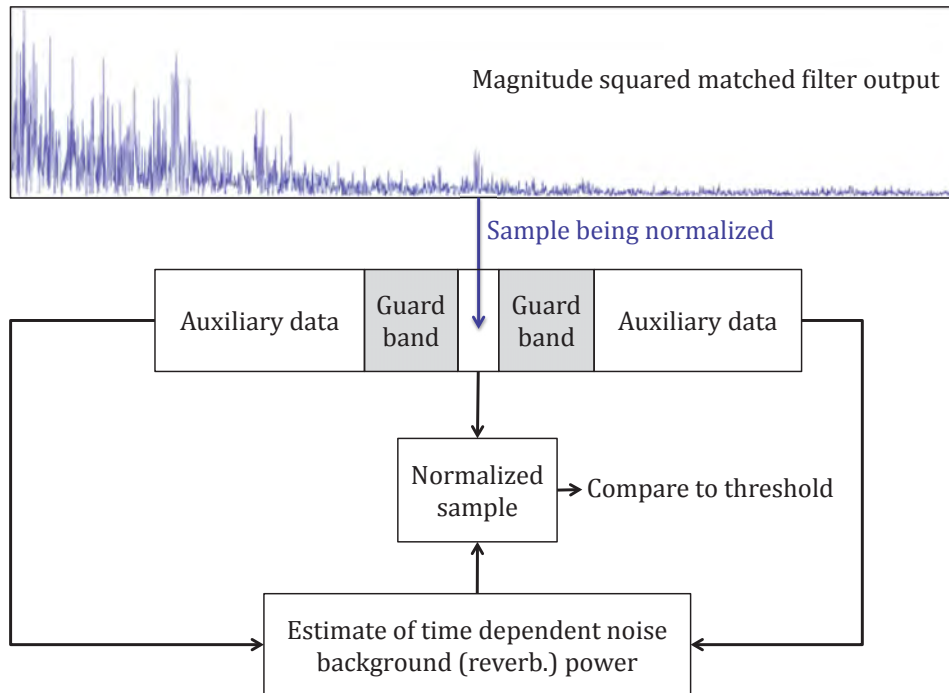 Magnitude squared matched filter output
Sample being normalized
Auxiliary data
Guard
band
Guard
band
Auxiliary data
Normalized
sample
Compare to threshold
Estimate of time dependent noise
background (reverb.) power